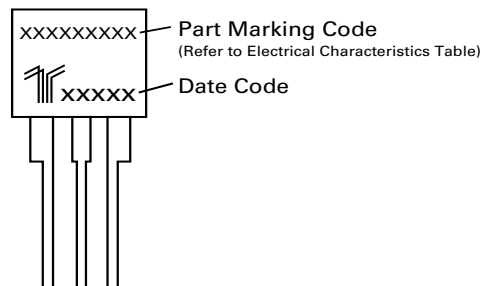 xxxxxxxxx
Part Marking Code
(Refer to Electrical Characteristics Table)
xxxxx
Date Code